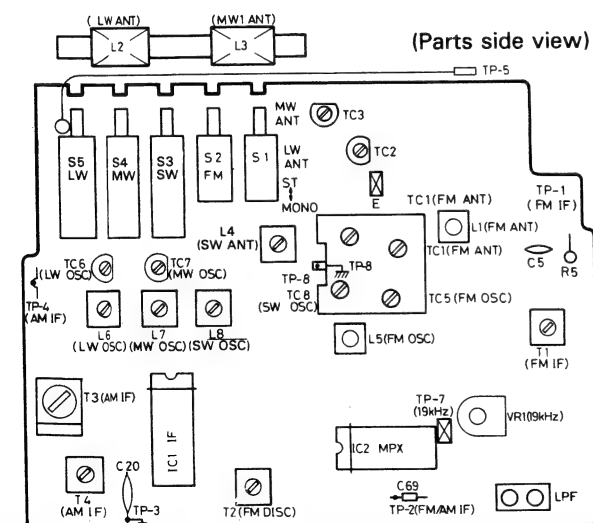 ( LW ANT)
(MW1 ANT)
L2
L3
(Parts side view)
TP-5
MW
ANT
TC3
S5
LW
S4
MW
S3
SW
S2
FM
S1
LW
ANT
TC2
ST
MONO
E
TP-1
(FM IF)
TC1(FM ANT)
L4
(SW ANT)
L1(FM ANT)
TC1(FM ANT)
C5
R5
TC6
(LW OSC)
TC7
(MW OSC)
TP-8
TP-8
TC8
(SW OSC)
TC5(FM OSC)
TP-4
(AM IF)
L6
(LW OSC)
L7
(MW OSC)
L8
(SW OSC)
L5(FM OSC)
T1
(FM IF)
T3(AM IF)
TP-7
(19kHz)
VR1(19kHz)
IC1 IF
IC2 MPX
C20
T4
(AM IF)
TP-3
T2(FM DISC)
C69
TP-2(FM/AM IF)
LPF